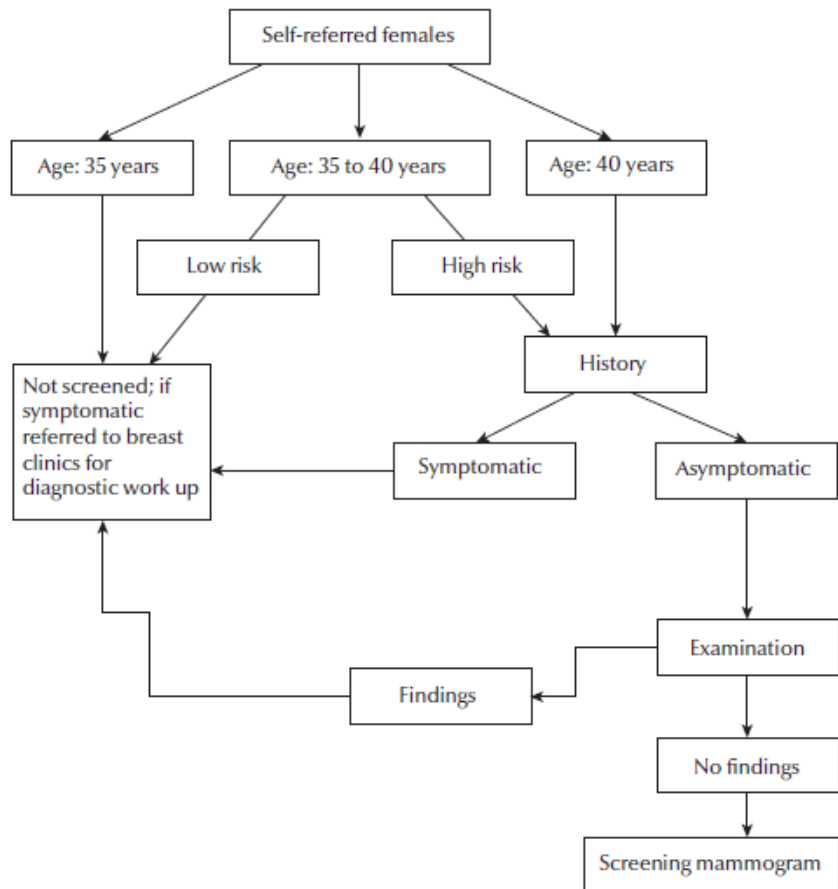 Self-referred females
Age: 35 years
Age: 35 to 40 years
Age: 40 years
Low risk
High risk
History
Not screened; if
symptomatic
referred to breast
clinics for
diagnostic work up
Symptomatic
Asymptomatic
Examination
Findings
No findings
Screening mammogram